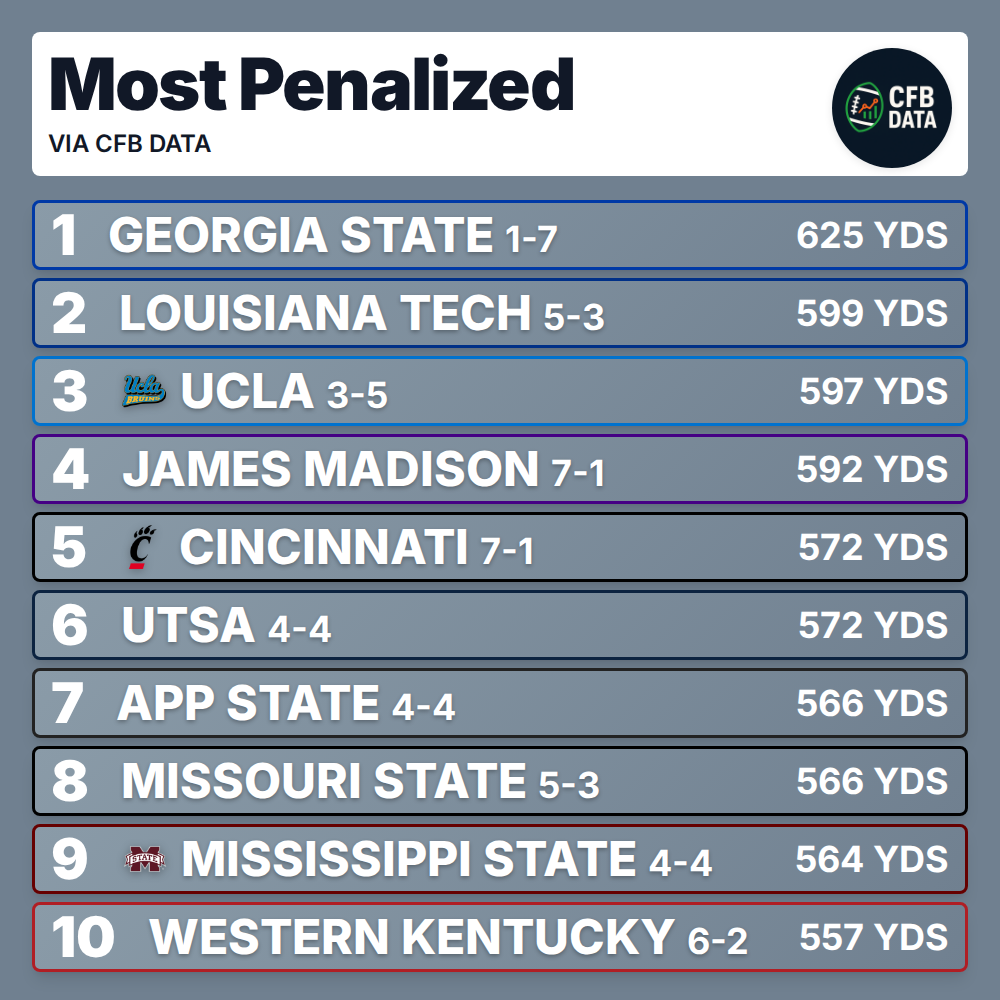 Most Penalized
VIA CFB DATA
CFB
DATA
1 GEORGIA STATE 1-7 625 YDS
2 LOUISIANA TECH 5-3 599 YDS
3 Ucla BRUINS UCLA 3-5 597 YDS
4 JAMES MADISON 7-1 592 YDS
5 C CINCINNATI 7-1 572 YDS
6 UTSA 4-4 572 YDS
7 APP STATE 4-4 566 YDS
8 MISSOURI STATE 5-3 566 YDS
9 M STATE MISSISSIPPI STATE 4-4 564 YDS
10 WESTERN KENTUCKY 6-2 557 YDS